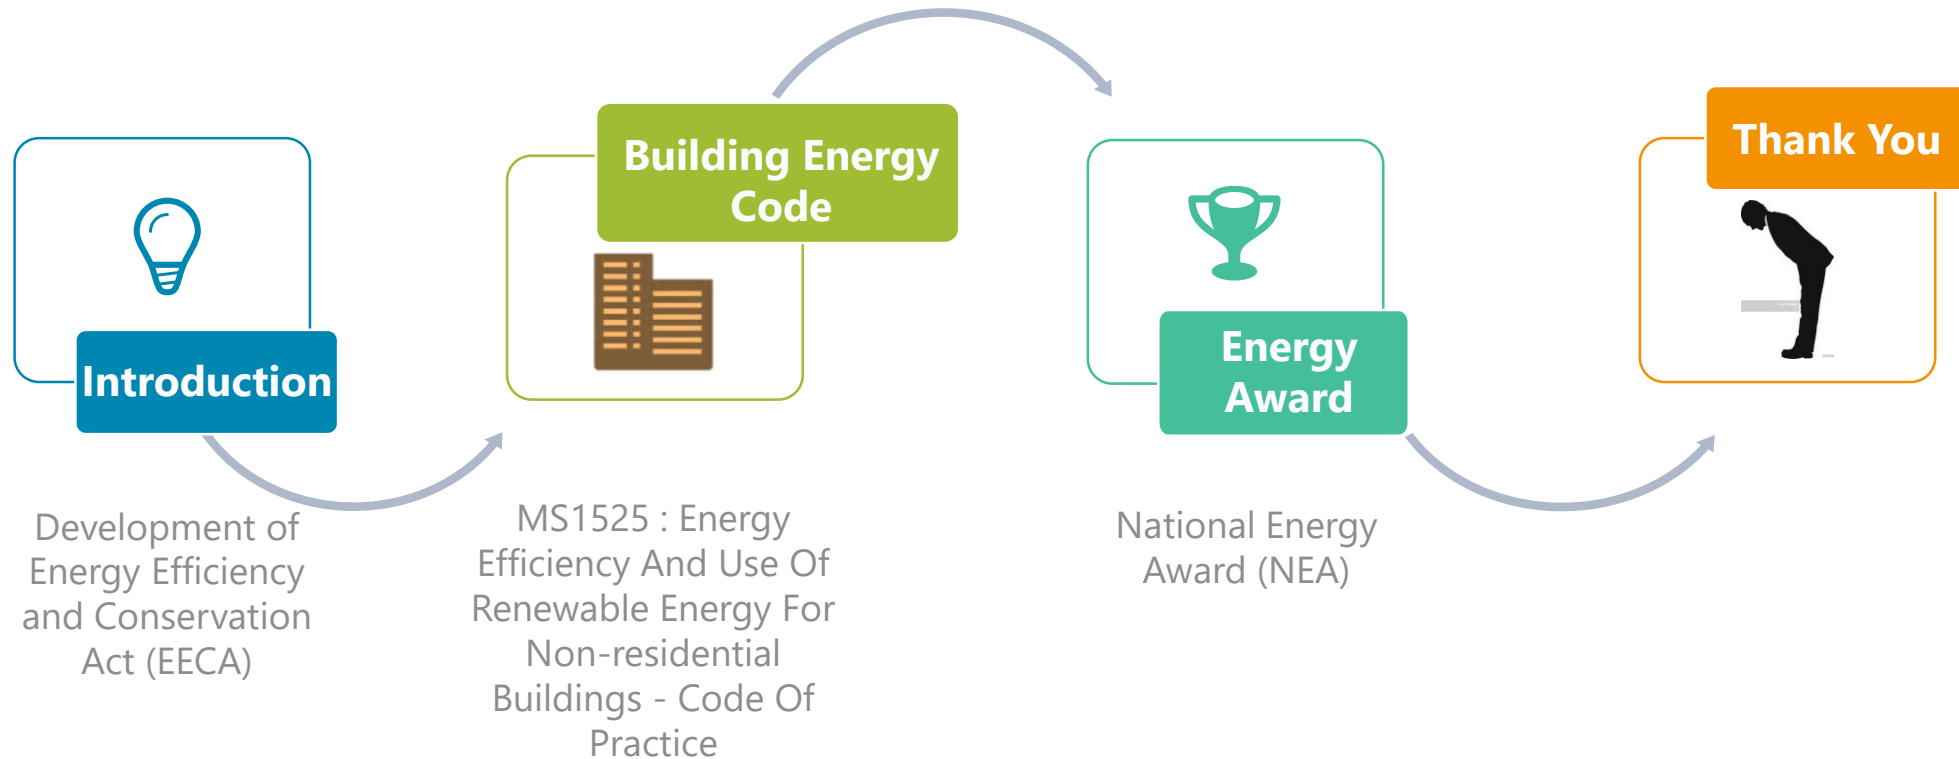 Introduction
Development of
Energy Efficiency
and Conservation
Act (EECA)
Building Energy
Code
MS1525 : Energy
Efficiency And Use Of
Renewable Energy For
Non-residential
Buildings - Code Of
Practice
Energy
Award
National Energy
Award (NEA)
Thank You